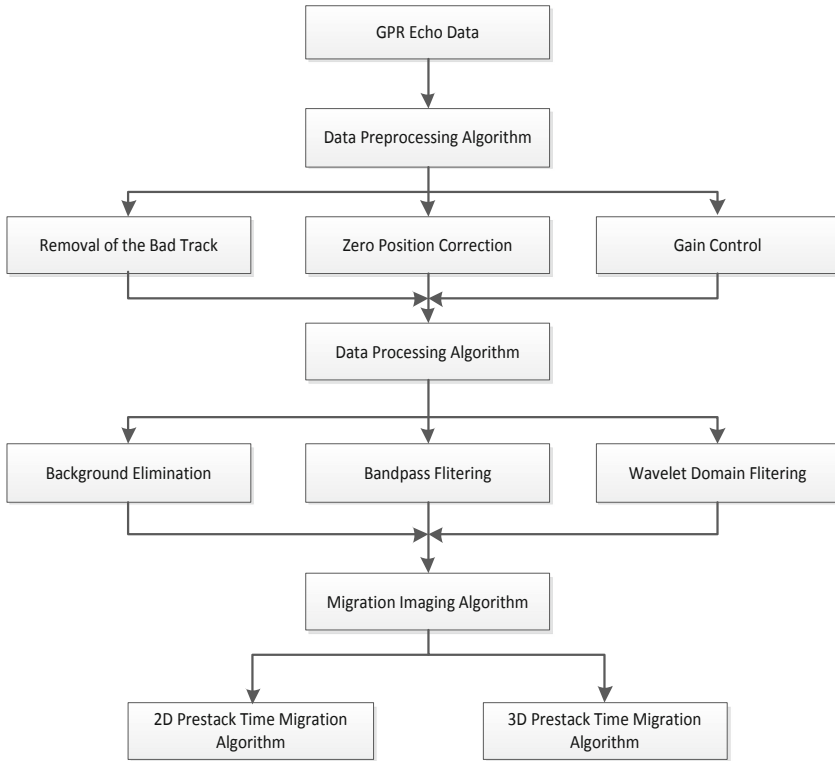 GPR Echo Data
Data Preprocessing Algorithm
Removal of the Bad Track
Zero Position Correction
Gain Control
Data Processing Algorithm
Background Elimination
Bandpass Flitering
Wavelet Domain Flitering
Migration Imaging Algorithm
2D Prestack Time Migration
Algorithm
3D Prestack Time Migration
Algorithm